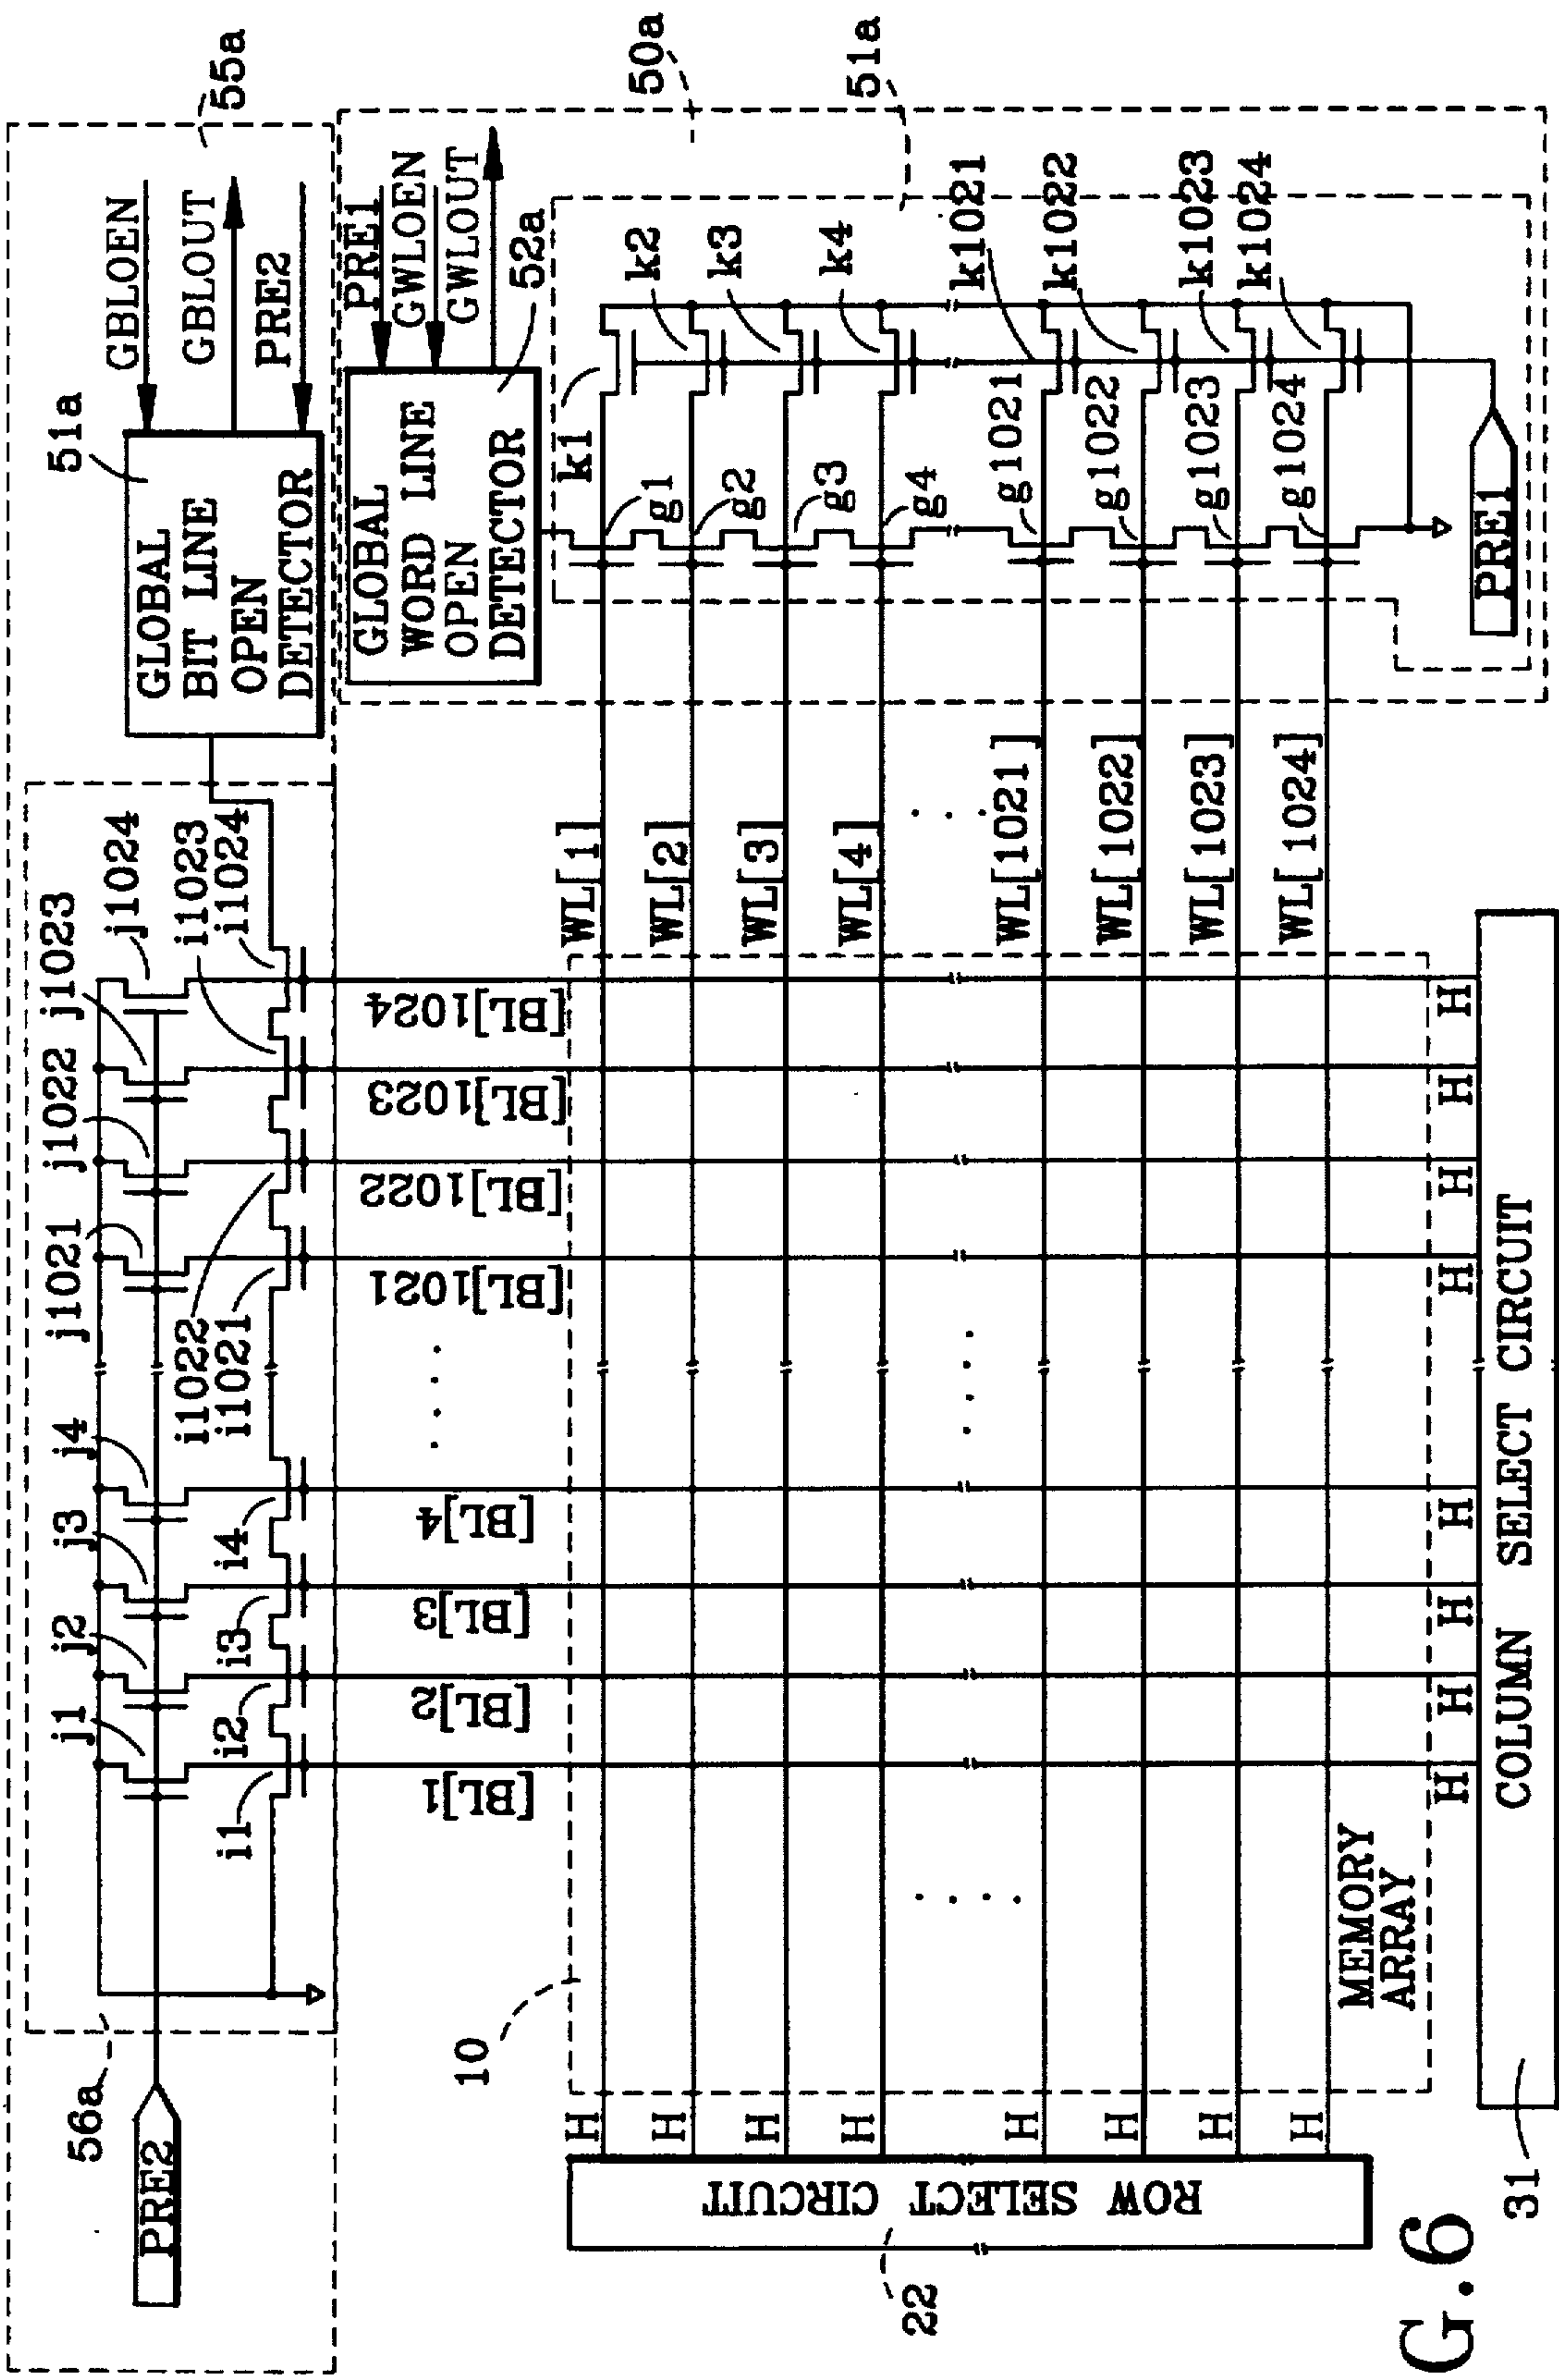 55a
GBLOEN
GBLOUT
PRE2
51a
GLOBAL
BIT LINE
OPEN
DETECTOR
50a
51a
PRE1
GWLOEN
GWLOUT
52a
GLOBAL
WORD LINE
OPEN
DETECTOR
k1
k2
k3
k4
k1021
k1022
k1023
k1024
g1
g2
g3
g4
g1021
g1022
g1023
g1024
PRE1
j1
j2
j3
j4
j1021
j1022
j1023
j1024
i1
i2
i3
i4
i1021
i1022
i1023
i1024
56a
PRE2
[BL]1
[BL]2
[BL]3
[BL]4
[BL]1021
[BL]1022
[BL]1023
[BL]1024
WL[1]
WL[2]
WL[3]
WL[4]
WL[1021]
WL[1022]
WL[1023]
WL[1024]
10
MEMORY
ARRAY
H
H
H
H
H
H
H
H
ROW SELECT CIRCUIT
22
H
H
H
H
H
H
H
H
COLUMN SELECT CIRCUIT
31
G.6